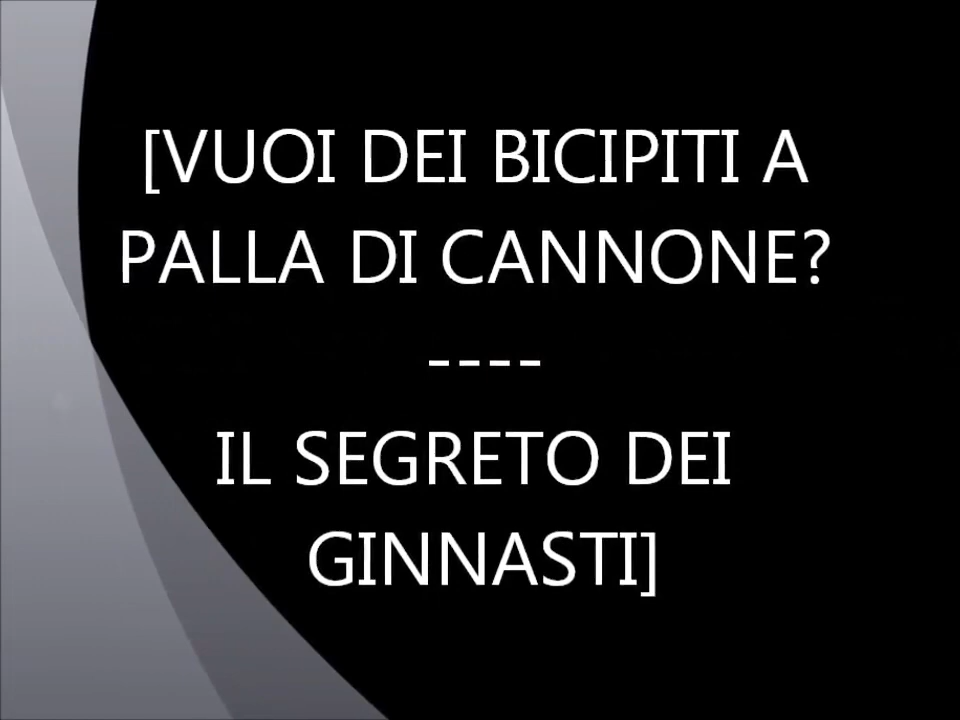 [VUOI DEI BICIPITI A
PALLA DI CANNONE?
----
IL SEGRETO DEI
GINNASTI]